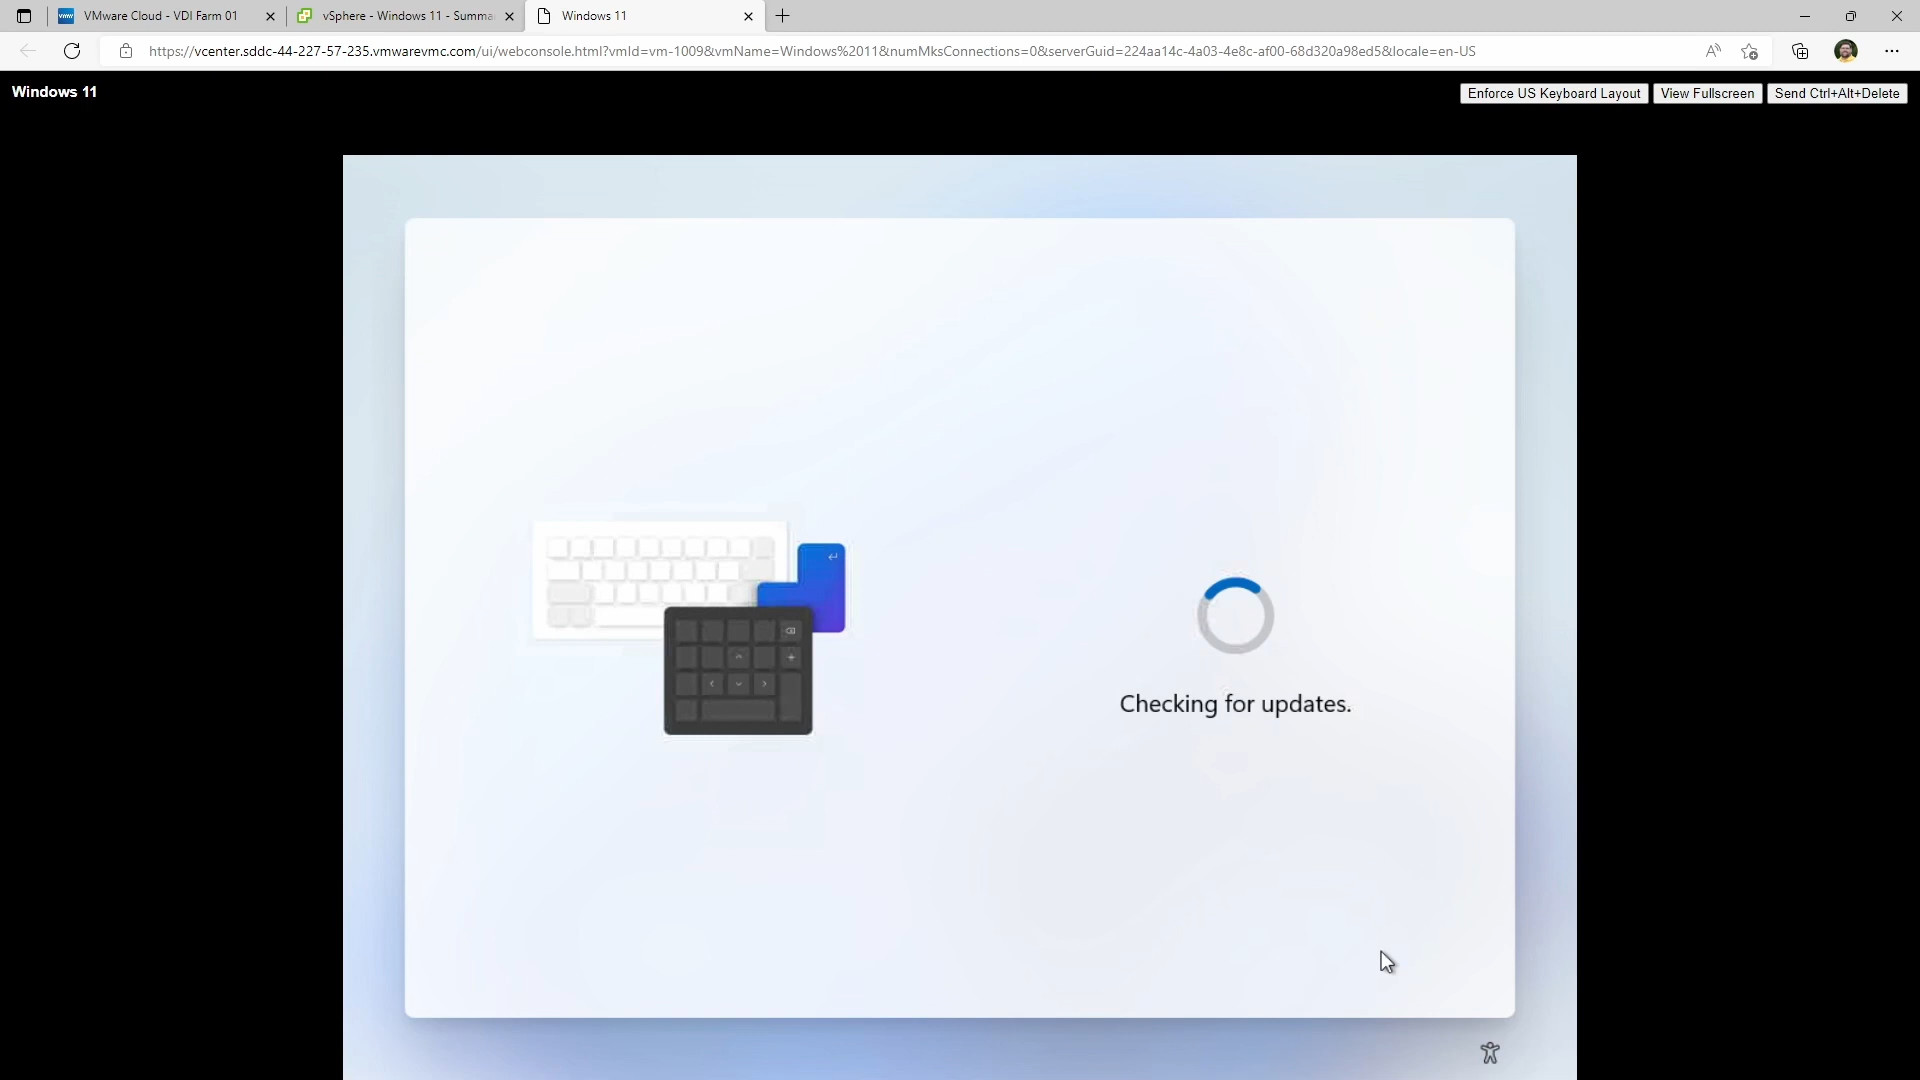 VMware Cloud - VDI Farm 01
vSphere - Windows 11 - Summa
Windows 11
https://vcenter.sddc-44-227-57-235.vmwarevmc.com/ui/webconsole.html?vmId=vm-1009&vmName=Windows%2011&numMksConnections=0&serverGuid=224aa14c-4a03-4e8c-af00-68d320a98ed5&locale=en-US
Windows 11
Enforce US Keyboard Layout
View Fullscreen
Send Ctrl+Alt+Delete
Checking for updates.